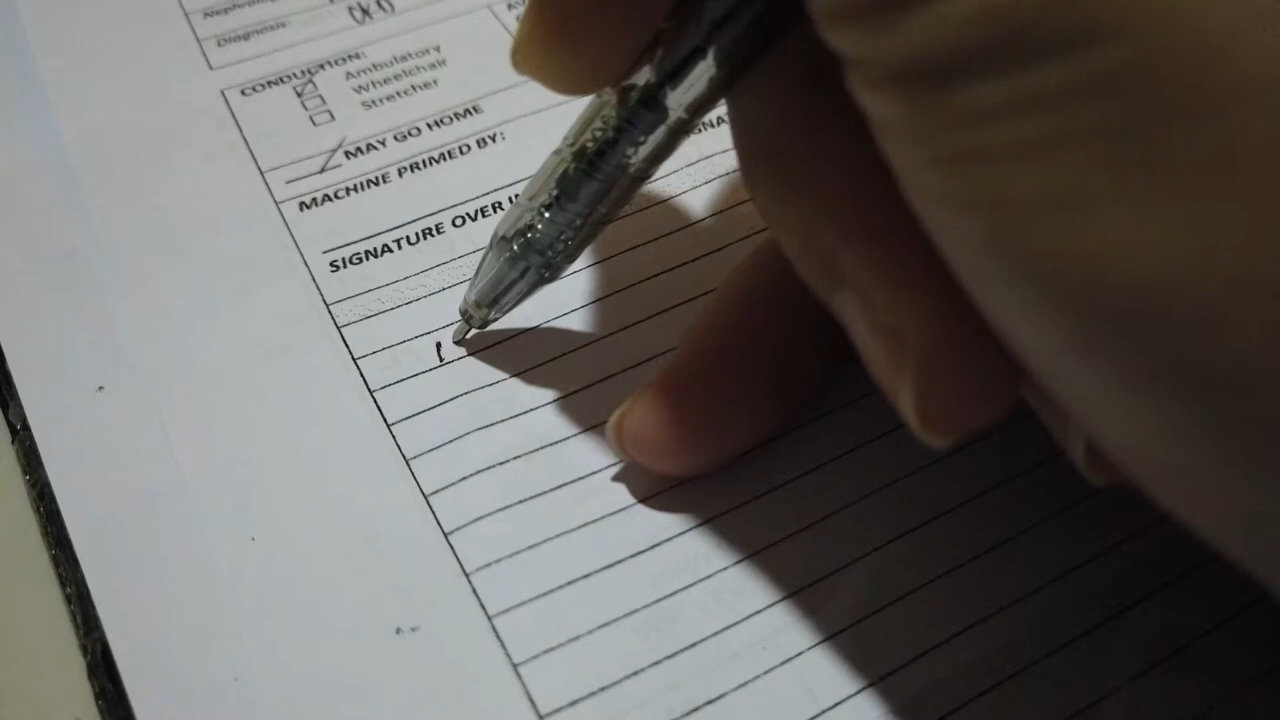 Diagnosis:
CONDUCTION:
Ambulatory
Wheelchair
Stretcher
MAY GO HOME
MACHINE PRIMED BY:
SIGNATURE OVER